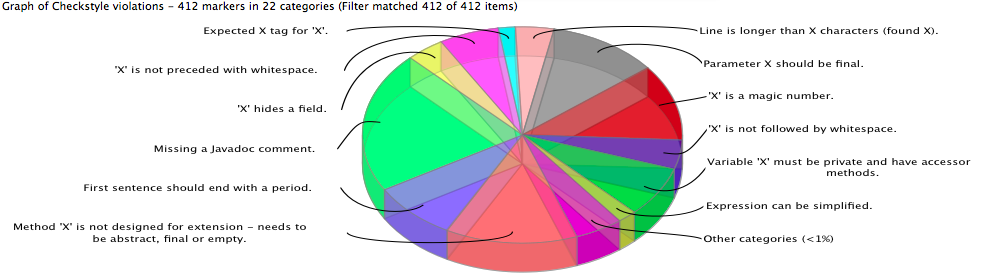 Graph of Checkstyle violations - 412 markers in 22 categories (Filter matched 412 of 412 items)
Expected X tag for 'X'.
'X' is not preceded with whitespace.
'X' hides a field.
Missing a Javadoc comment.
First sentence should end with a period.
Method 'X' is not designed for extension - needs to
be abstract, final or empty.
Line is longer than X characters (found X).
Parameter X should be final.
'X' is a magic number.
'X' is not followed by whitespace.
Variable 'X' must be private and have accessor
methods.
Expression can be simplified.
Other categories (<1%)